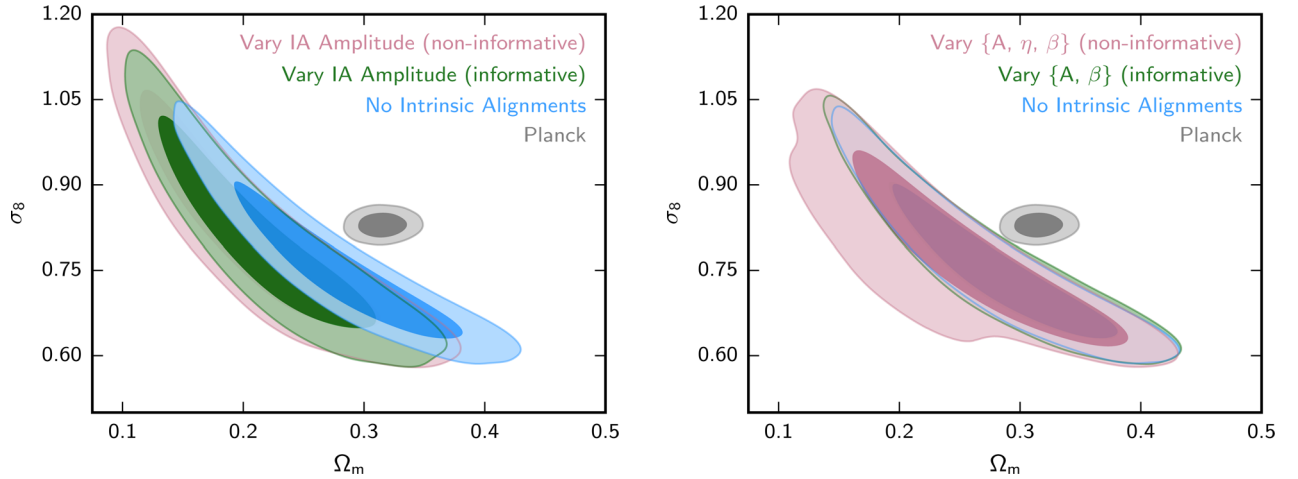 1.20
1.05
0.90
0.75
0.60
σ8
Vary IA Amplitude (non-informative)
Vary IA Amplitude (informative)
No Intrinsic Alignments
Planck
0.1 0.2 0.3 0.4 0.5
Ωm
1.20
1.05
0.90
0.75
0.60
σ8
Vary {A, η, β} (non-informative)
Vary {A, β} (informative)
No Intrinsic Alignments
Planck
0.1 0.2 0.3 0.4 0.5
Ωm